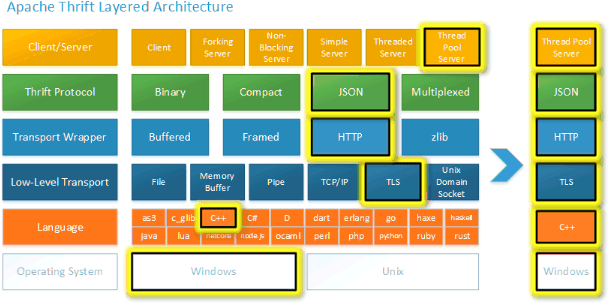 Apache Thrift Layered Architecture
Client/Server
Client
Forking
Server
Non-
Blocking
Server
Simple
Server
Threaded
Server
Thread
Pool
Server
Thread Pool
Server
Thrift Protocol
Binary
Compact
JSON
Multiplexed
JSON
Transport Wrapper
Buffered
Framed
HTTP
zlib
HTTP
Low-Level Transport
File
Memory
Buffer
Pipe
TCP/IP
TLS
Unix
Domain
Socket
TLS
Language
as3 c_glib C++ C# D dart erlang go haxe haskell
java lua netcore node.js ocaml perl php python ruby rust
C++
Operating System
Windows
Unix
Windows